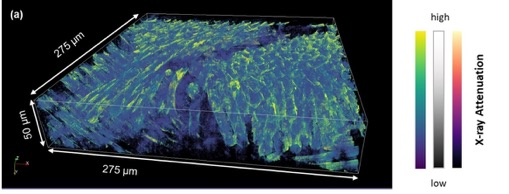 (a)
275 µm
50 µm
275 µm
high
X-ray Attenuation
low